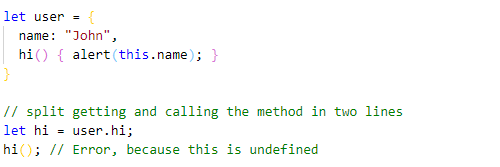 let user = {
  name: "John",
  hi() { alert(this.name); }
}

// split getting and calling the method in two lines
let hi = user.hi;
hi(); // Error, because this is undefined